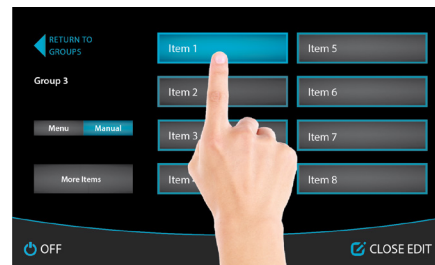 RETURN TO
GROUPS
Group 3
Menu Manual
More Items
Item 1
Item 2
Item 3
Item
Item 5
Item 6
Item 7
Item 8
OFF
CLOSE EDIT